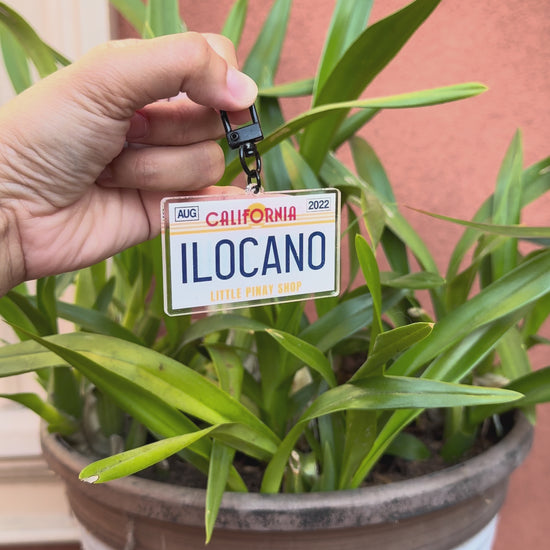 AUG CALIFORNIA 2022
ILOCANO
LITTLE PINAY SHOP